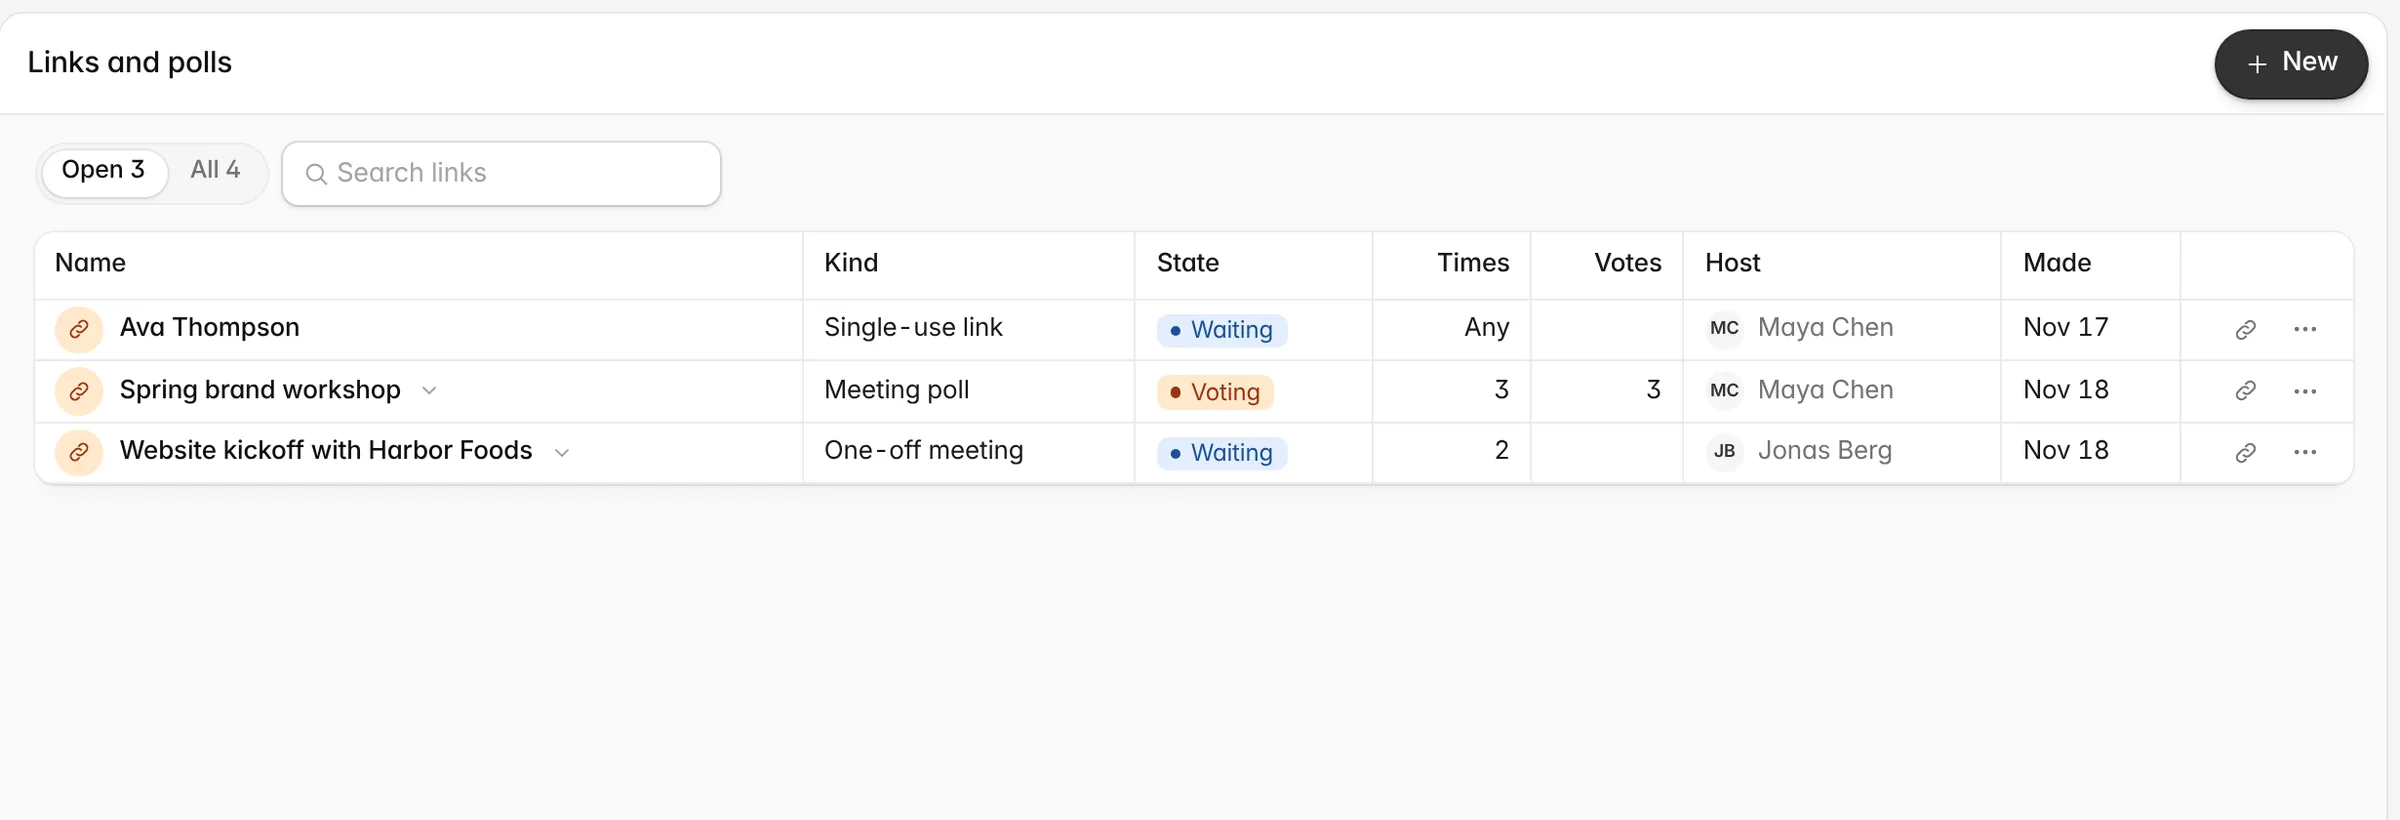 Links and polls
+ New
Open 3 All 4 Search links
Name Kind State Times Votes Host Made
Ava Thompson Single-use link Waiting Any MC Maya Chen Nov 17
Spring brand workshop Meeting poll Voting 3 3 MC Maya Chen Nov 18
Website kickoff with Harbor Foods One-off meeting Waiting 2 JB Jonas Berg Nov 18